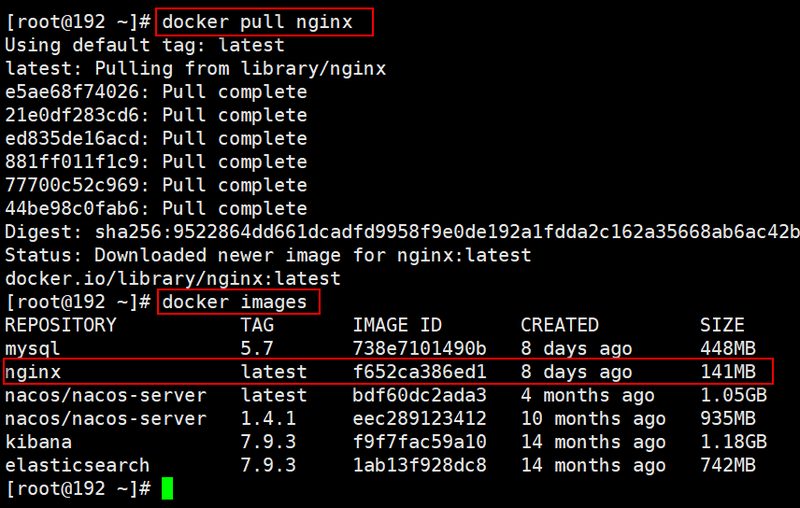 [root@192 ~]# docker pull nginx
Using default tag: latest
latest: Pulling from library/nginx
e5ae68f74026: Pull complete
21e0df283cd6: Pull complete
ed835de16acd: Pull complete
881ff011f1c9: Pull complete
77700c52c969: Pull complete
44be98c0fab6: Pull complete
Digest: sha256:9522864dd661dcadfd9958f9e0de192a1fdda2c162a35668ab6ac42b
Status: Downloaded newer image for nginx:latest
docker.io/library/nginx:latest
[root@192 ~]# docker images
REPOSITORY TAG IMAGE ID CREATED SIZE
mysql 5.7 738e7101490b 8 days ago 448MB
nginx latest f652ca386ed1 8 days ago 141MB
nacos/nacos-server latest bdf60dc2ada3 4 months ago 1.05GB
nacos/nacos-server 1.4.1 eec289123412 10 months ago 935MB
kibana 7.9.3 f9f7fac59a10 14 months ago 1.18GB
elasticsearch 7.9.3 1ab13f928dc8 14 months ago 742MB
[root@192 ~]#